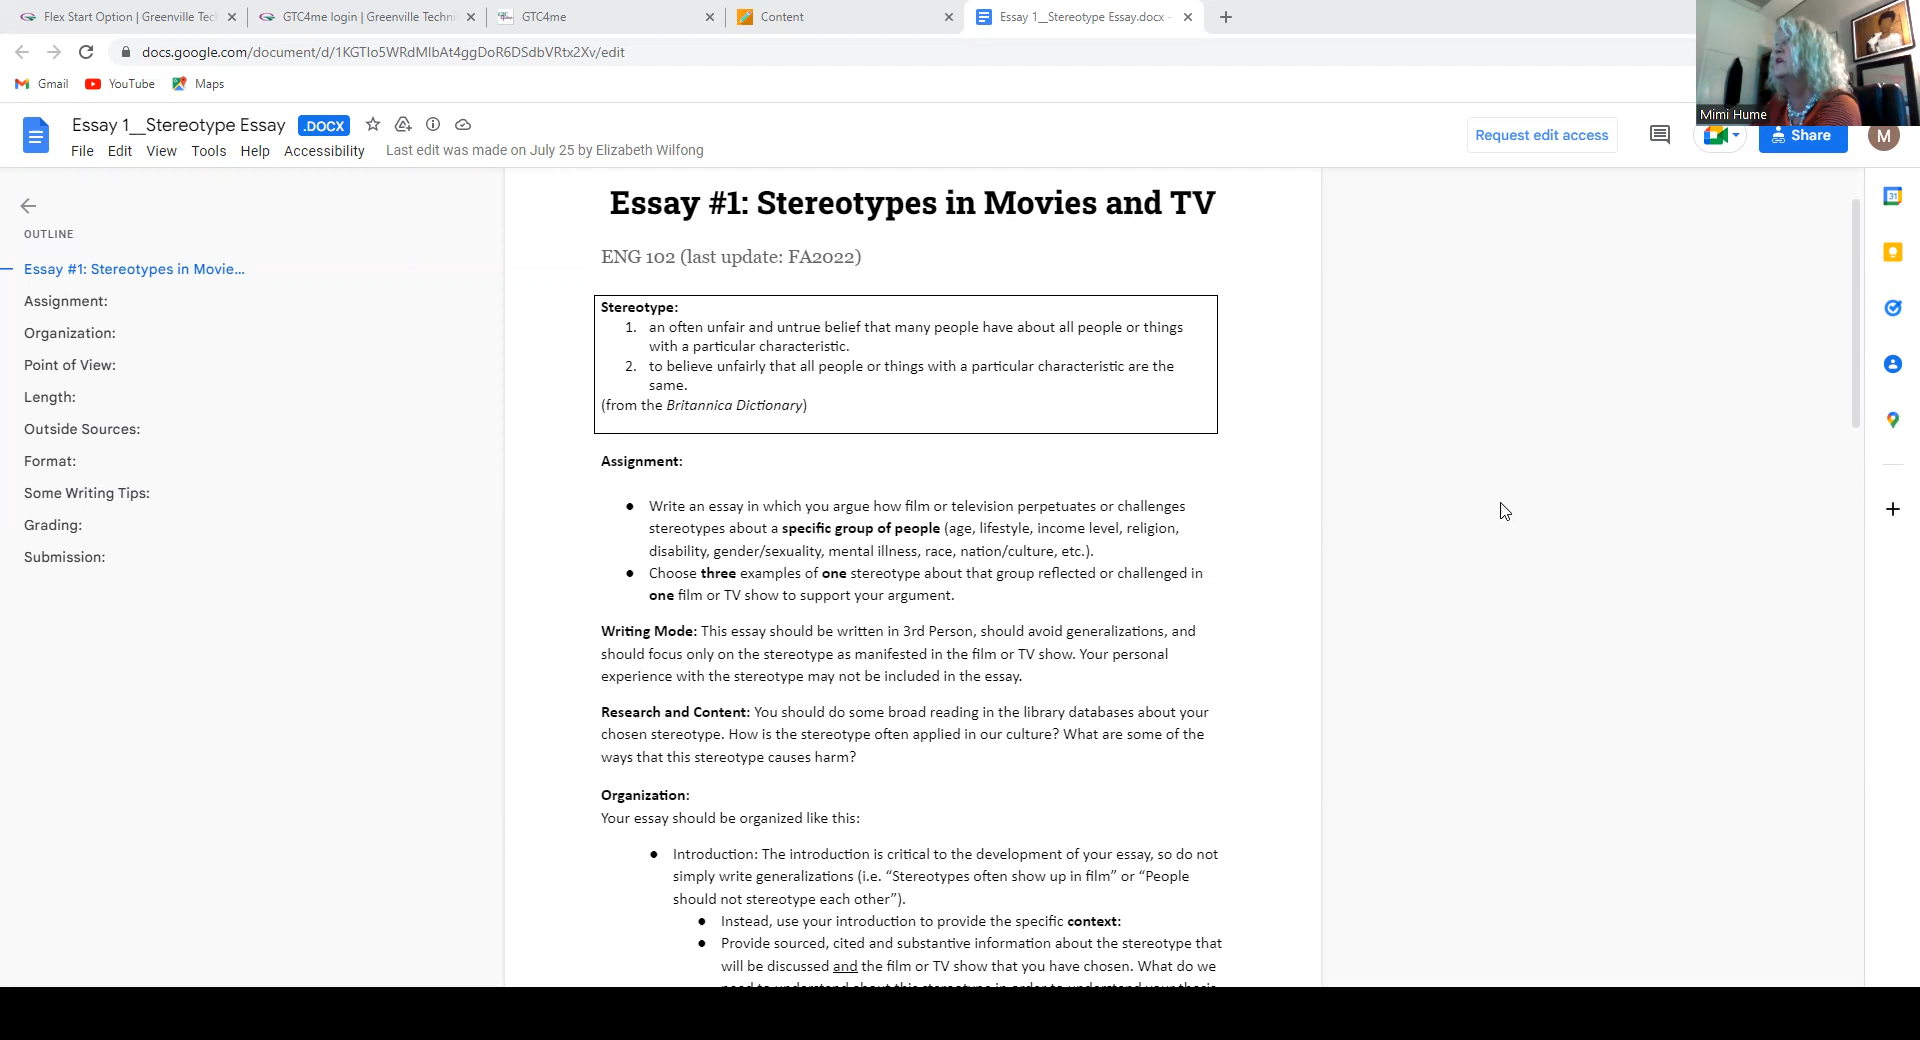 Flex Start Option | Greenville Tec
GTC4me login | Greenville Techni
GTC4me
Content
Essay 1__Stereotype Essay.docx -
docs.google.com/document/d/1KGTIo5WRdMIbAt4ggDoR6DSdbVRtx2Xv/edit
Gmail
YouTube
Maps
Mimi Hume
Essay 1__Stereotype Essay
.DOCX
File Edit View Tools Help Accessibility Last edit was made on July 25 by Elizabeth Wilfong
Request edit access
Share
M
31
OUTLINE
Essay #1: Stereotypes in Movie...
Assignment:
Organization:
Point of View:
Length:
Outside Sources:
Format:
Some Writing Tips:
Grading:
Submission:
Essay #1: Stereotypes in Movies and TV
ENG 102 (last update: FA2022)
Stereotype:
1. an often unfair and untrue belief that many people have about all people or things
with a particular characteristic.
2. to believe unfairly that all people or things with a particular characteristic are the
same.
(from the Britannica Dictionary)
Assignment:
● Write an essay in which you argue how film or television perpetuates or challenges
stereotypes about a specific group of people (age, lifestyle, income level, religion,
disability, gender/sexuality, mental illness, race, nation/culture, etc.).
● Choose three examples of one stereotype about that group reflected or challenged in
one film or TV show to support your argument.
Writing Mode: This essay should be written in 3rd Person, should avoid generalizations, and
should focus only on the stereotype as manifested in the film or TV show. Your personal
experience with the stereotype may not be included in the essay.
Research and Content: You should do some broad reading in the library databases about your
chosen stereotype. How is the stereotype often applied in our culture? What are some of the
ways that this stereotype causes harm?
Organization:
Your essay should be organized like this:
● Introduction: The introduction is critical to the development of your essay, so do not
simply write generalizations (i.e. “Stereotypes often show up in film” or “People
should not stereotype each other”).
● Instead, use your introduction to provide the specific context:
● Provide sourced, cited and substantive information about the stereotype that
will be discussed and the film or TV show that you have chosen. What do we
need to understand about this stereotype in order to understand your thesis